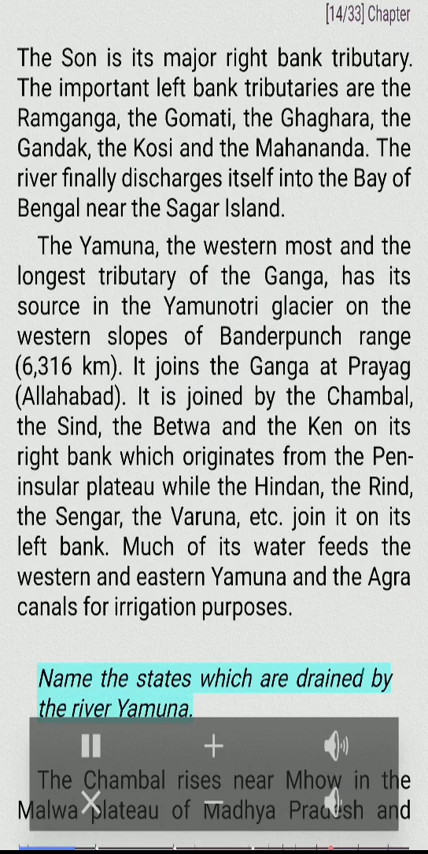 [14/33] Chapter
The Son is its major right bank tributary.
The important left bank tributaries are the
Ramganga, the Gomati, the Ghaghara, the
Gandak, the Kosi and the Mahananda. The
river finally discharges itself into the Bay of
Bengal near the Sagar Island.
The Yamuna, the western most and the
longest tributary of the Ganga, has its
source in the Yamunotri glacier on the
western slopes of Banderpunch range
(6,316 km). It joins the Ganga at Prayag
(Allahabad). It is joined by the Chambal,
the Sind, the Betwa and the Ken on its
right bank which originates from the Pen-
insular plateau while the Hindan, the Rind,
the Sengar, the Varuna, etc. join it on its
left bank. Much of its water feeds the
western and eastern Yamuna and the Agra
canals for irrigation purposes.
Name the states which are drained by
the river Yamuna.
The Chambal rises near Mhow in the
Malwa plateau of Madhya Pradesh and